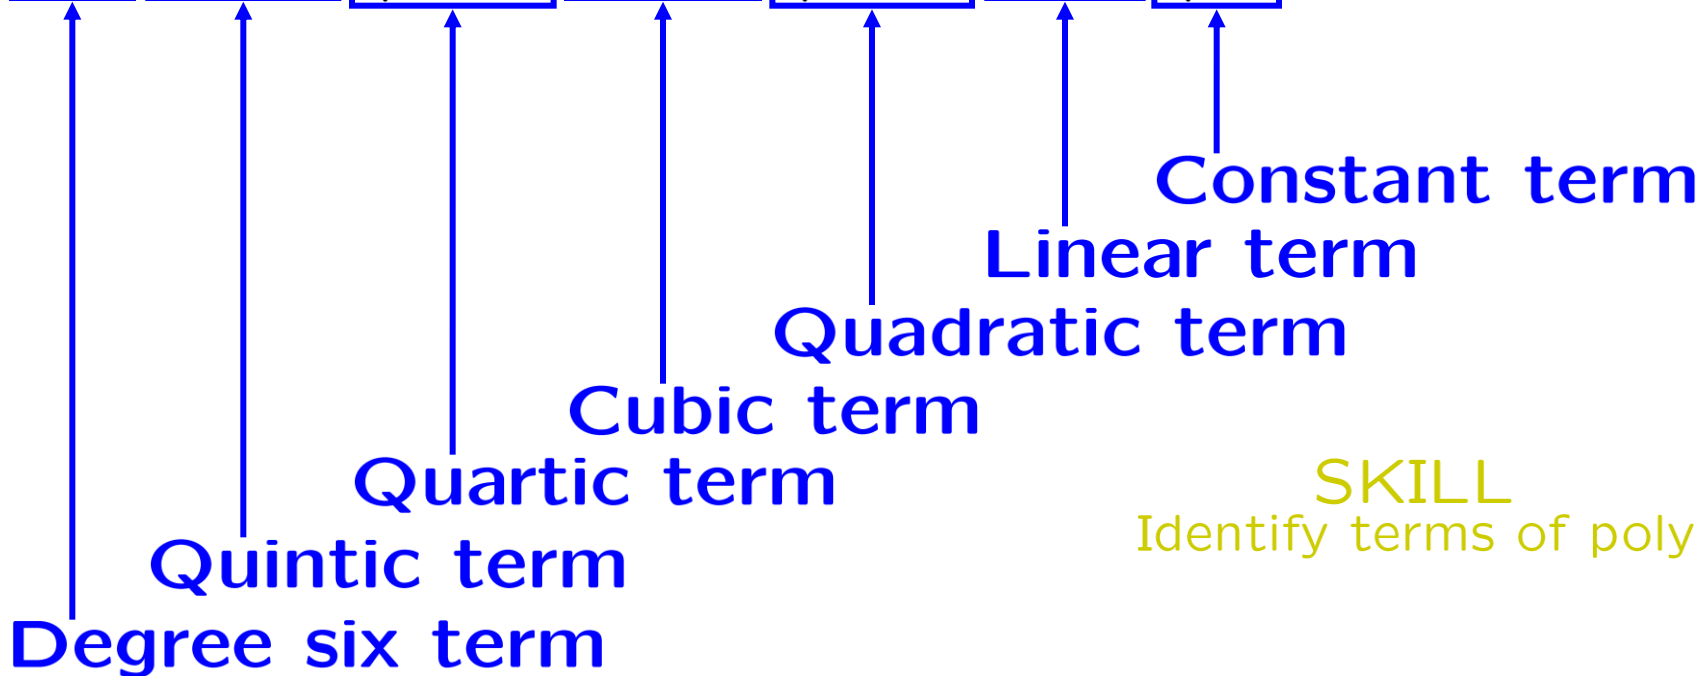 Constant term
Linear term
Quadratic term
Cubic term
Quartic term
SKILL
Identify terms of poly
Quintic term
Degree six term